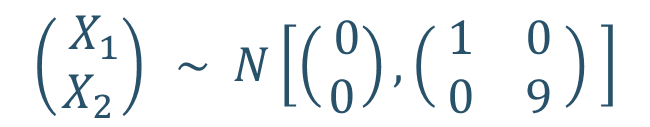 (X₁ X₂) ~ N[(0 0), (1 0 0 9)]